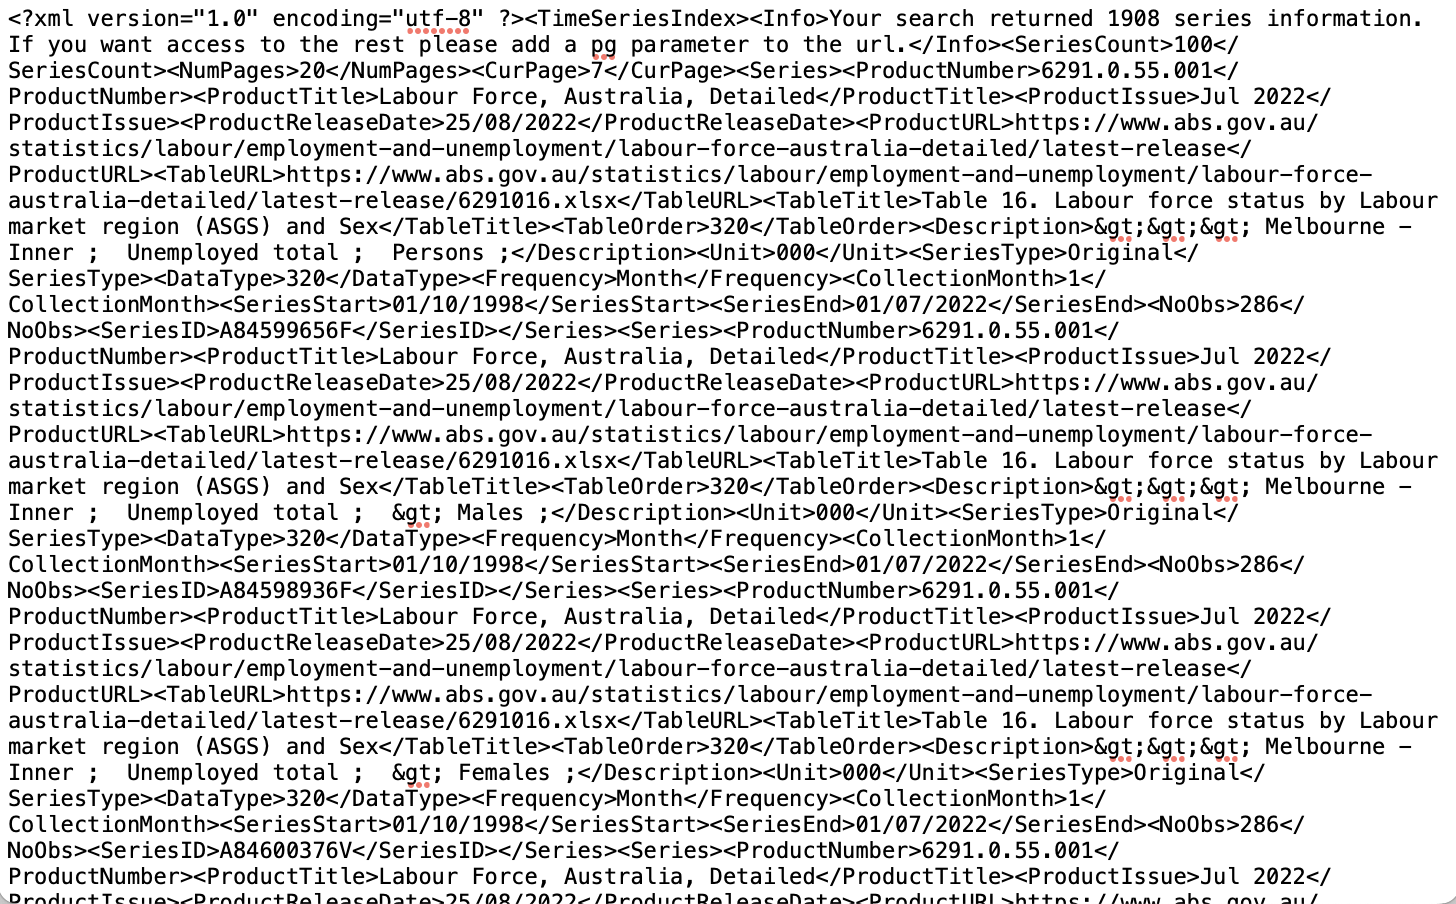 <?xml version="1.0" encoding="utf-8" ?><TimeSeriesIndex><Info>Your search returned 1908 series information.
If you want access to the rest please add a pg parameter to the url.</Info><SeriesCount>100</
SeriesCount><NumPages>20</NumPages><CurPage>7</CurPage><Series><ProductNumber>6291.0.55.001</
ProductNumber><ProductTitle>Labour Force, Australia, Detailed</ProductTitle><ProductIssue>Jul 2022</
ProductIssue><ProductReleaseDate>25/08/2022</ProductReleaseDate><ProductURL>https://www.abs.gov.au/
statistics/labour/employment-and-unemployment/labour-force-australia-detailed/latest-release</
ProductURL><TableURL>https://www.abs.gov.au/statistics/labour/employment-and-unemployment/labour-force-
australia-detailed/latest-release/6291016.xlsx</TableURL><TableTitle>Table 16. Labour force status by Labour
market region (ASGS) and Sex</TableTitle><TableOrder>320</TableOrder><Description>&gt;&gt;&gt; Melbourne -
Inner ;  Unemployed total ;  Persons ;</Description><Unit>000</Unit><SeriesType>Original</
SeriesType><DataType>320</DataType><Frequency>Month</Frequency><CollectionMonth>1</
CollectionMonth><SeriesStart>01/10/1998</SeriesStart><SeriesEnd>01/07/2022</SeriesEnd><NoObs>286</
NoObs><SeriesID>A84599656F</SeriesID></Series><Series><ProductNumber>6291.0.55.001</
ProductNumber><ProductTitle>Labour Force, Australia, Detailed</ProductTitle><ProductIssue>Jul 2022</
ProductIssue><ProductReleaseDate>25/08/2022</ProductReleaseDate><ProductURL>https://www.abs.gov.au/
statistics/labour/employment-and-unemployment/labour-force-australia-detailed/latest-release</
ProductURL><TableURL>https://www.abs.gov.au/statistics/labour/employment-and-unemployment/labour-force-
australia-detailed/latest-release/6291016.xlsx</TableURL><TableTitle>Table 16. Labour force status by Labour
market region (ASGS) and Sex</TableTitle><TableOrder>320</TableOrder><Description>&gt;&gt;&gt; Melbourne -
Inner ;  Unemployed total ;  &gt; Males ;</Description><Unit>000</Unit><SeriesType>Original</
SeriesType><DataType>320</DataType><Frequency>Month</Frequency><CollectionMonth>1</
CollectionMonth><SeriesStart>01/10/1998</SeriesStart><SeriesEnd>01/07/2022</SeriesEnd><NoObs>286</
NoObs><SeriesID>A84598936F</SeriesID></Series><Series><ProductNumber>6291.0.55.001</
ProductNumber><ProductTitle>Labour Force, Australia, Detailed</ProductTitle><ProductIssue>Jul 2022</
ProductIssue><ProductReleaseDate>25/08/2022</ProductReleaseDate><ProductURL>https://www.abs.gov.au/
statistics/labour/employment-and-unemployment/labour-force-australia-detailed/latest-release</
ProductURL><TableURL>https://www.abs.gov.au/statistics/labour/employment-and-unemployment/labour-force-
australia-detailed/latest-release/6291016.xlsx</TableURL><TableTitle>Table 16. Labour force status by Labour
market region (ASGS) and Sex</TableTitle><TableOrder>320</TableOrder><Description>&gt;&gt;&gt; Melbourne -
Inner ;  Unemployed total ;  &gt; Females ;</Description><Unit>000</Unit><SeriesType>Original</
SeriesType><DataType>320</DataType><Frequency>Month</Frequency><CollectionMonth>1</
CollectionMonth><SeriesStart>01/10/1998</SeriesStart><SeriesEnd>01/07/2022</SeriesEnd><NoObs>286</
NoObs><SeriesID>A84600376V</SeriesID></Series><Series><ProductNumber>6291.0.55.001</
ProductNumber><ProductTitle>Labour Force, Australia, Detailed</ProductTitle><ProductIssue>Jul 2022</
ProductIssue><ProductReleaseDate>25/08/2022</ProductReleaseDate><ProductURL>https://www.abs.gov.au/